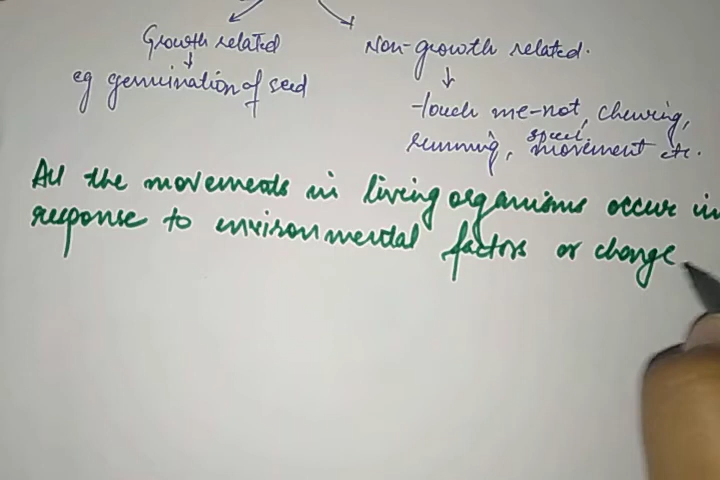 Growth related
Non-growth related.
eg germination of seed
touch me-not, chewing,
running, movement etc.
All the movements in living organisms occur in
response to environmental factors or change